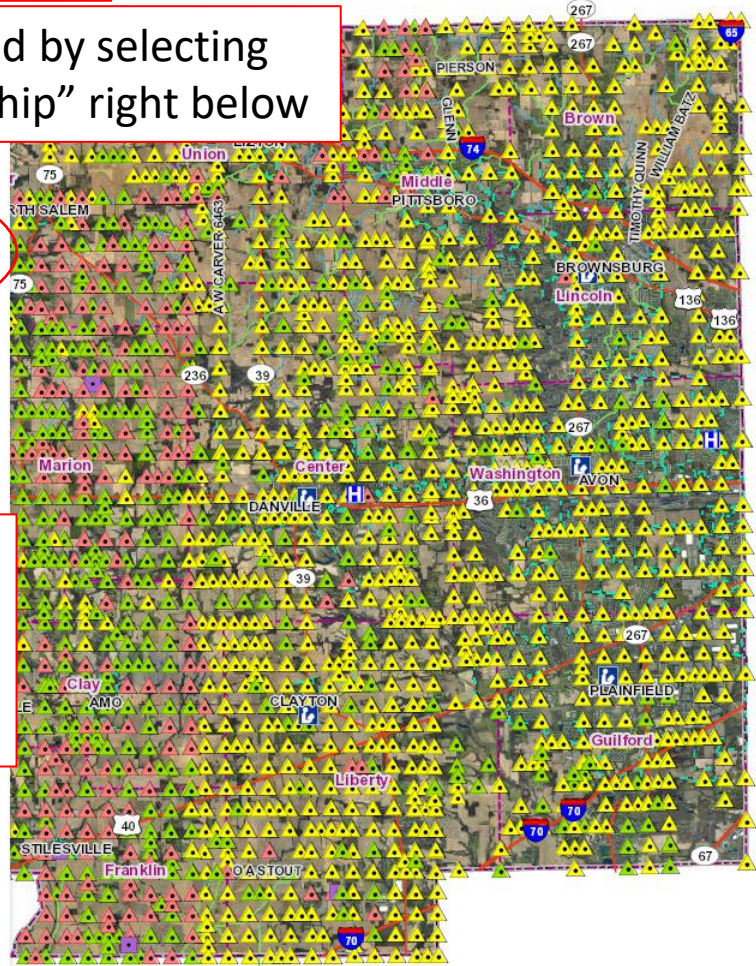 267
65
d by selecting
hip” right below
267
PIERSON
GLENN
Brown
WILLIAM BATZ
Union
74
75
Middle
TIMOTHY QUINN
PITTSBORO
RTH SALEM
A W CARVER 6463
75
BROWNSBURG
Lincoln
136
136
236
39
267
H
Marion
Center
Washington
AVON
H
36
DANVILLE
39
267
Clay
AMO
LE
CLAYTON
PLAINFIELD
Guilford
Liberty
70
40
70
STILESVILLE
67
Franklin
O A STOUT
70